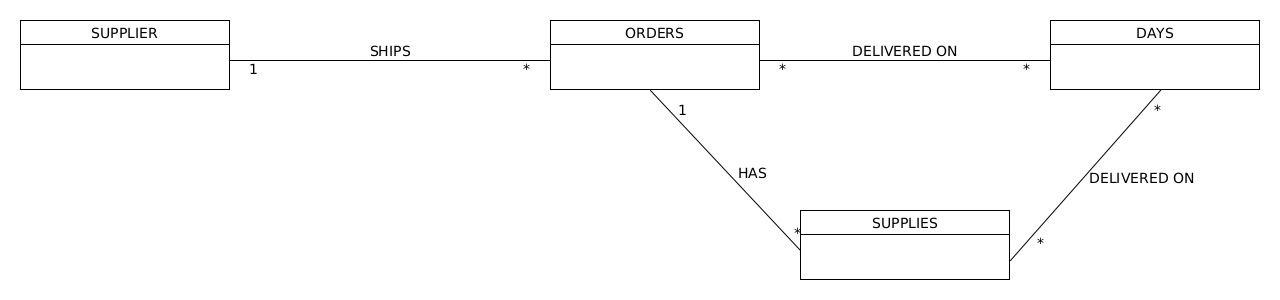 SUPPLIER
ORDERS
DAYS
SHIPS
DELIVERED ON
1
*
*
*
1
*
HAS
DELIVERED ON
SUPPLIES
*
*